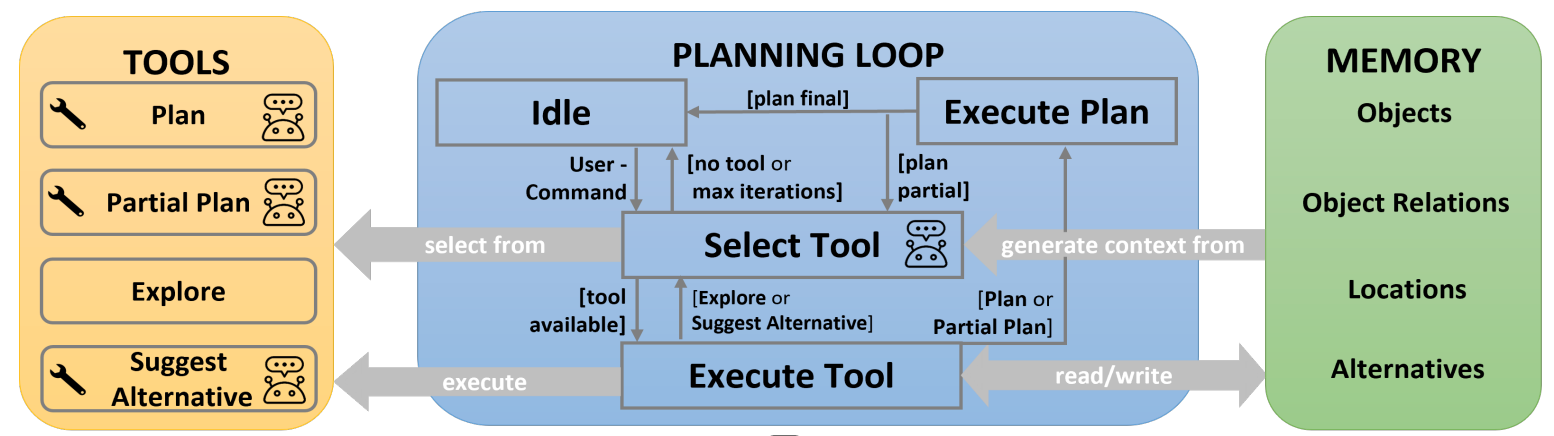 TOOLS
Plan
Partial Plan
Explore
Suggest
Alternative
PLANNING LOOP
Idle
[plan final]
Execute Plan
User -
Command
[no tool or
max iterations]
[plan
partial]
select from
Select Tool
generate context from
[tool
available]
[Explore or
Suggest Alternative]
[Plan or
Partial Plan]
execute
Execute Tool
read/write
MEMORY
Objects
Object Relations
Locations
Alternatives